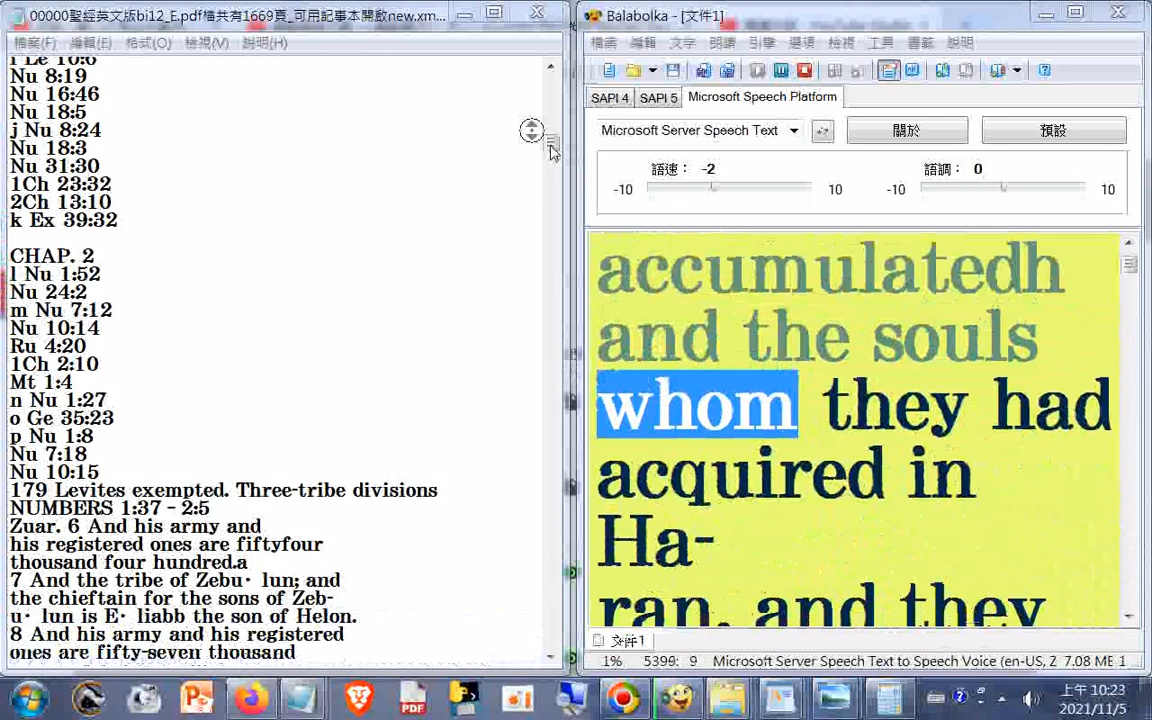 00000聖經英文版bi12_E.pdf檔共有1669頁_可用記事本開啟new.xm...
檔案(F) 編輯(E) 格式(O) 檢視(V) 說明(H)
l Le 10:6
Nu 8:19
Nu 16:46
Nu 18:5
j Nu 8:24
Nu 18:3
Nu 31:30
1Ch 23:32
2Ch 13:10
k Ex 39:32
CHAP. 2
l Nu 1:52
Nu 24:2
m Nu 7:12
Nu 10:14
Ru 4:20
1Ch 2:10
Mt 1:4
n Nu 1:27
o Ge 35:23
p Nu 1:8
Nu 7:18
Nu 10:15
179 Levites exempted. Three-tribe divisions
NUMBERS 1:37 – 2:5
Zuar. 6 And his army and
his registered ones are fiftyfour
thousand four hundred.a
7 And the tribe of Zebu· lun; and
the chieftain for the sons of Zeb-
u· lun is E· liabb the son of Helon.
8 And his army and his registered
ones are fifty-seven thousand
Balabolka - [文件1]
檔案 編輯 文字 朗讀 引擎 選項 檢視 工具 書籤 說明
SAPI 4 SAPI 5 Microsoft Speech Platform
Microsoft Server Speech Text 關於 預設
語速： -2 語調： 0
-10 10 -10 10
accumulatedh
and the souls
whom they had
acquired in
Ha-
ran, and they
文件1
1% 5399: 9 Microsoft Server Speech Text to Speech Voice (en-US, 2 7.08 ME 1
PDF
上午 10:23
2021/11/5